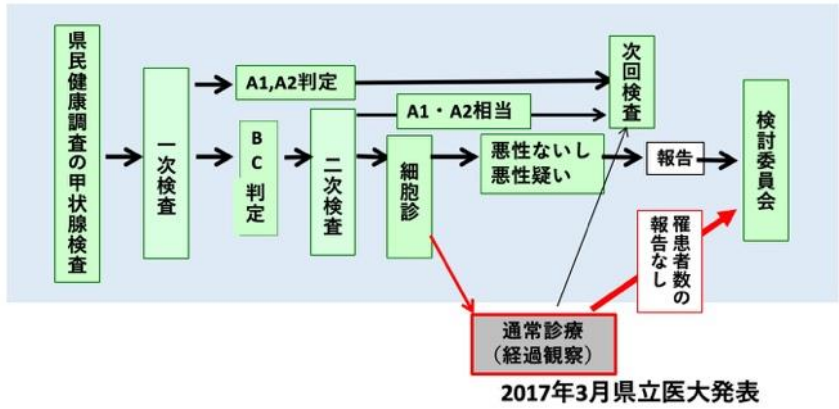 県民健康調査の甲状腺検査
一次検査
A1,A2判定
BC判定
二次検査
A1・A2相当
細胞診
悪性ないし
悪性疑い
次回検査
報告
検討委員会
罹患者数の
報告なし
通常診療
（経過観察）
2017年3月県立医大発表